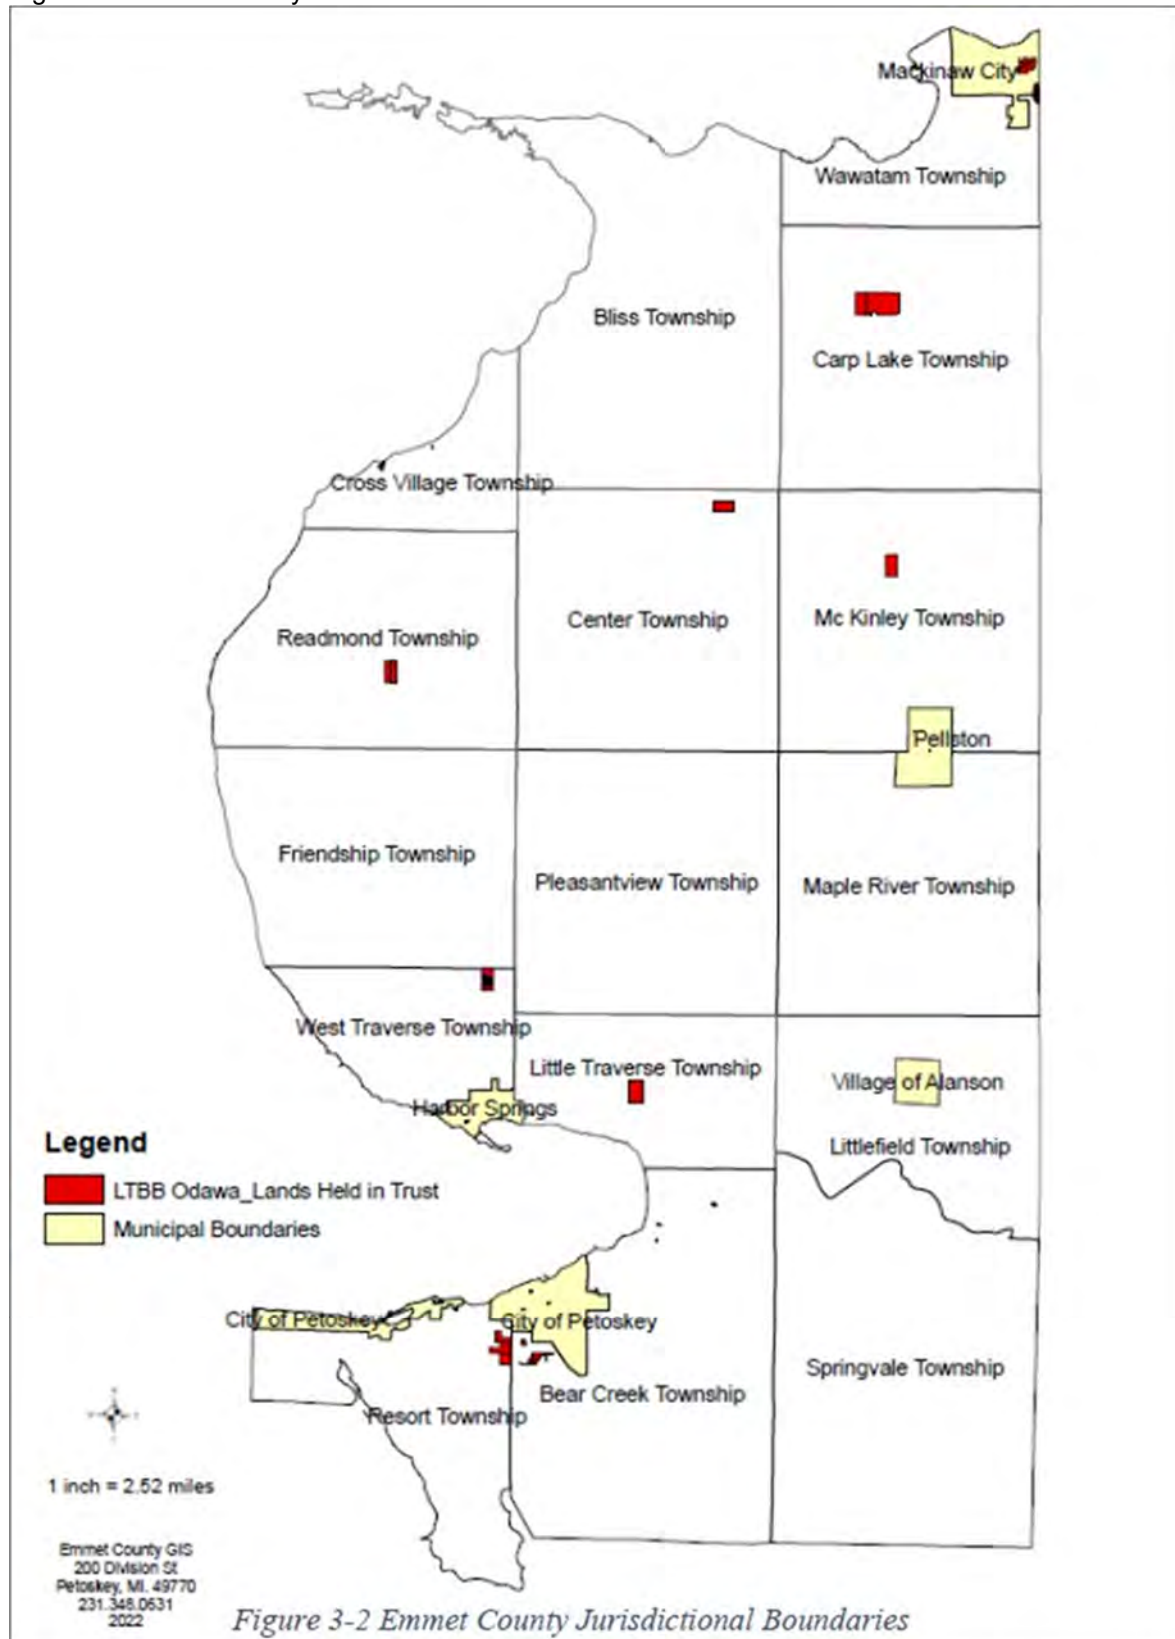 Mackinaw City
Wawatam Township
Bliss Township
Carp Lake Township
Cross Village Township
Center Township
Mc Kinley Township
Readmond Township
Pellston
Friendship Township
Pleasantview Township
Maple River Township
West Traverse Township
Little Traverse Township
Village of Alanson
Harbor Springs
Littlefield Township
Legend
LTBB Odawa_Lands Held in Trust
Municipal Boundaries
City of Petoskey
City of Petoskey
Springvale Township
Bear Creek Township
Resort Township
1 inch = 2.52 miles
Emmet County GIS
200 Division St
Petoskey, MI. 49770
231.348.0631
2022
Figure 3-2 Emmet County Jurisdictional Boundaries